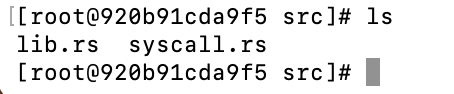 [[root@920b91cda9f5 src]# ls
lib.rs  syscall.rs
[root@920b91cda9f5 src]#